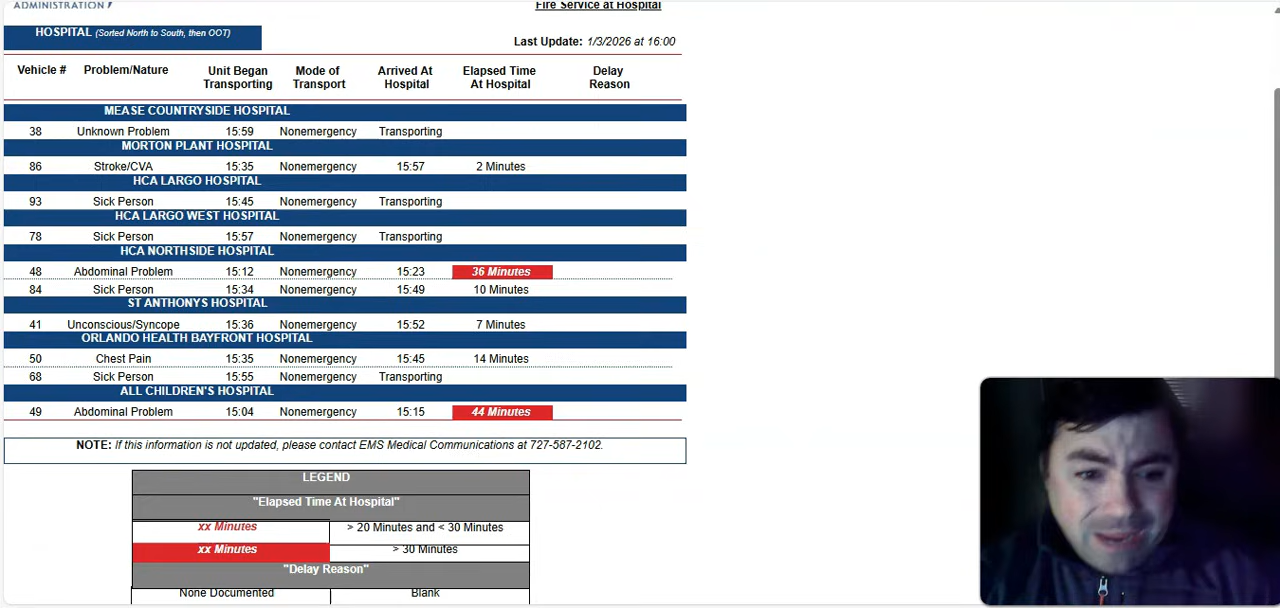 ADMINISTRATION
Fire Service at Hospital
HOSPITAL (Sorted North to South, then OOT)
Last Update: 1/3/2026 at 16:00
Vehicle # Problem/Nature Unit Began Transporting Mode of Transport Arrived At Hospital Elapsed Time At Hospital Delay Reason
MEASE COUNTRYSIDE HOSPITAL
38 Unknown Problem 15:59 Nonemergency Transporting
MORTON PLANT HOSPITAL
86 Stroke/CVA 15:35 Nonemergency 15:57 2 Minutes
HCA LARGO HOSPITAL
93 Sick Person 15:45 Nonemergency Transporting
HCA LARGO WEST HOSPITAL
78 Sick Person 15:57 Nonemergency Transporting
HCA NORTHSIDE HOSPITAL
48 Abdominal Problem 15:12 Nonemergency 15:23 36 Minutes
84 Sick Person 15:34 Nonemergency 15:49 10 Minutes
ST ANTHONYS HOSPITAL
41 Unconscious/Syncope 15:36 Nonemergency 15:52 7 Minutes
ORLANDO HEALTH BAYFRONT HOSPITAL
50 Chest Pain 15:35 Nonemergency 15:45 14 Minutes
68 Sick Person 15:55 Nonemergency Transporting
ALL CHILDREN'S HOSPITAL
49 Abdominal Problem 15:04 Nonemergency 15:15 44 Minutes
NOTE: If this information is not updated, please contact EMS Medical Communications at 727-587-2102.
LEGEND
"Elapsed Time At Hospital"
xx Minutes > 20 Minutes and < 30 Minutes
xx Minutes > 30 Minutes
"Delay Reason"
None Documented Blank